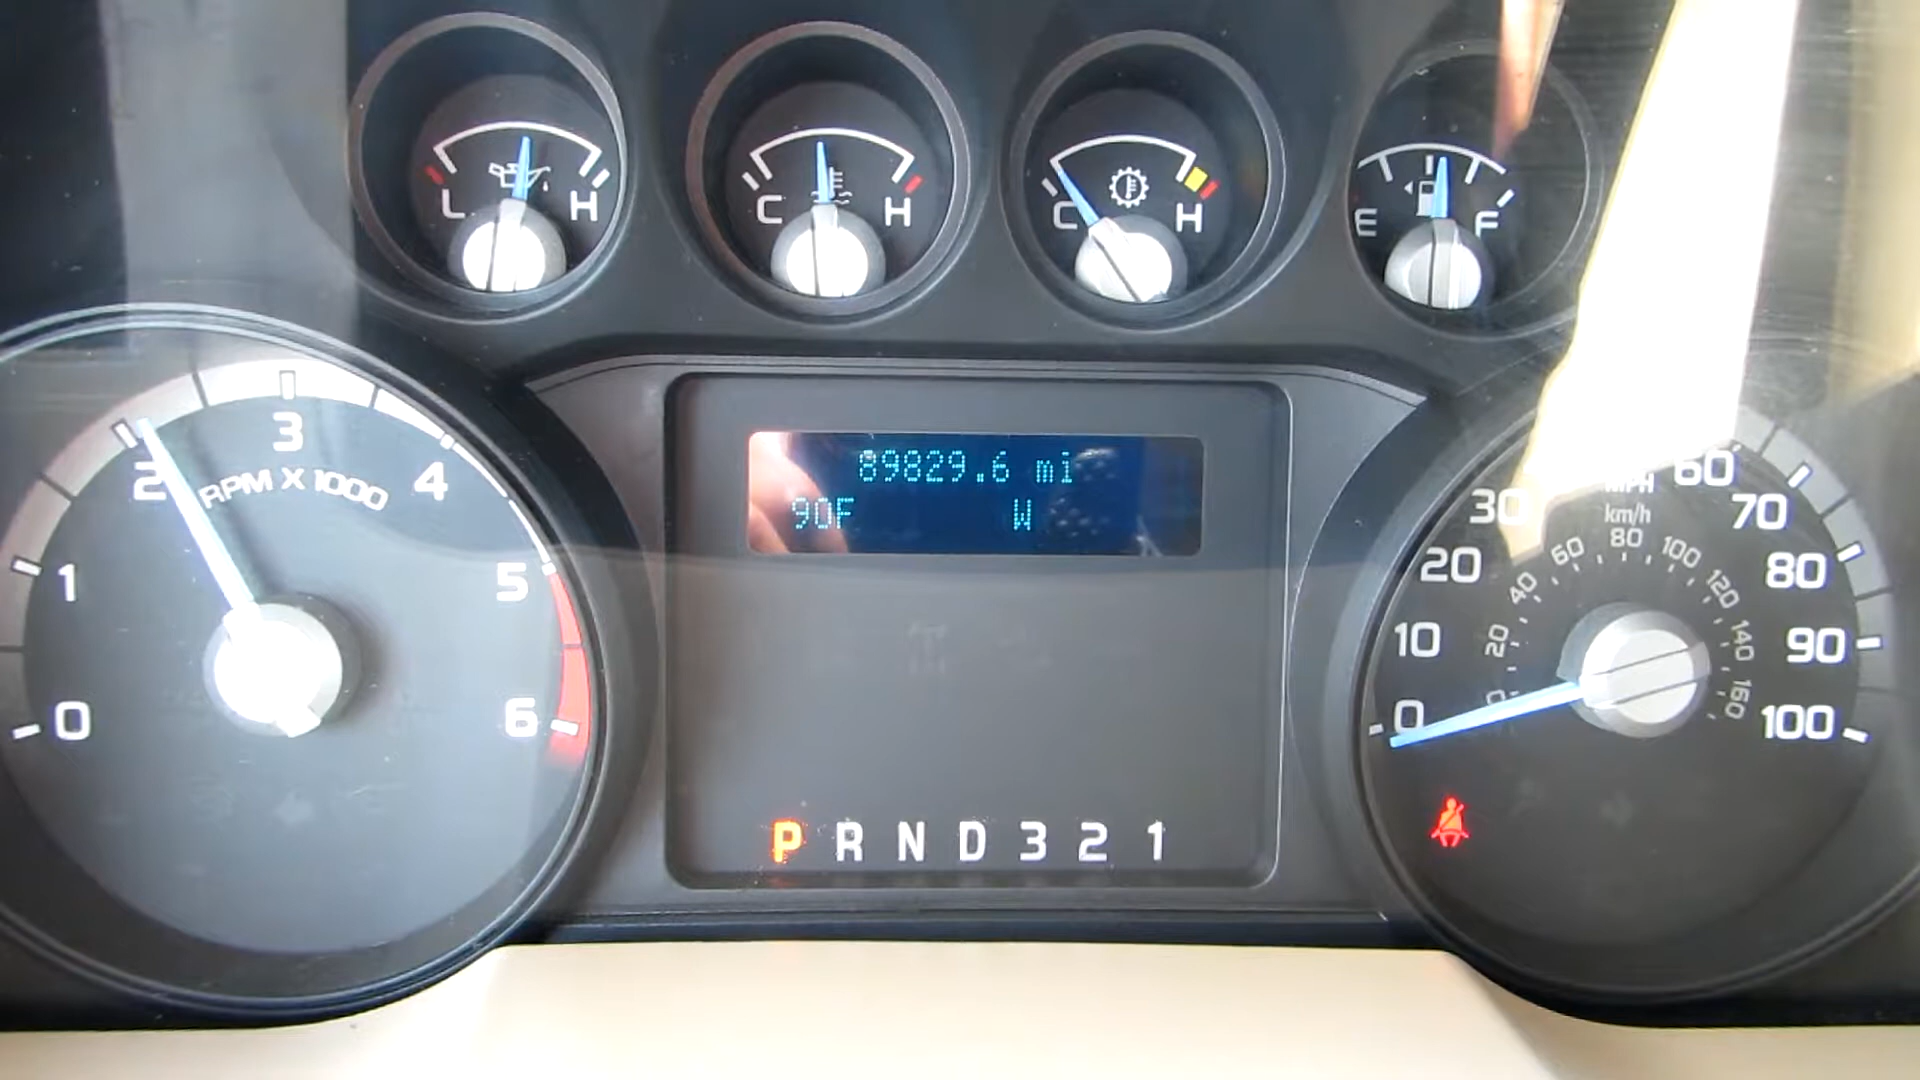 L H
C H
C H
E F
0 1 2 3 4 5 6
RPM X 1000
89829.6 mi
90F W
P R N D 3 2 1
0 10 20 30 60 70 80 90 100
MPH
km/h
0 20 40 60 80 100 120 140 160